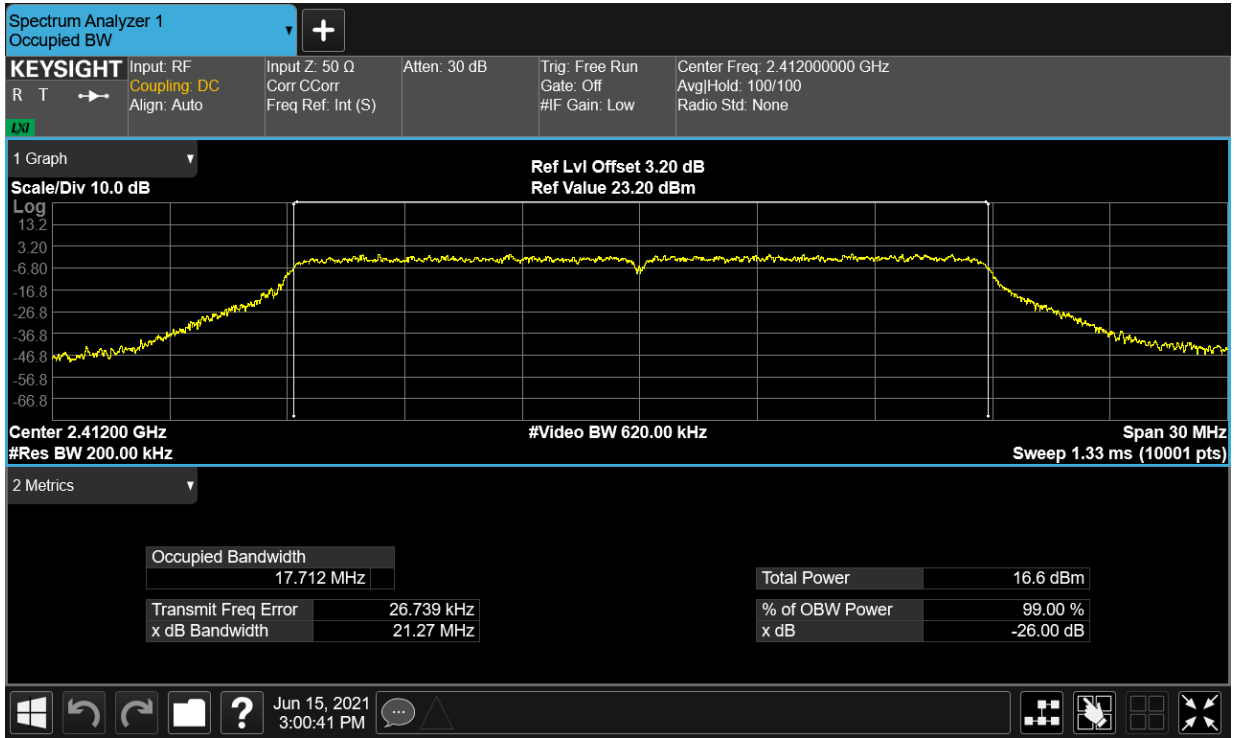 Spectrum Analyzer 1
Occupied BW
KEYSIGHT
R T
LXI
Input: RF
Coupling: DC
Align: Auto
Input Z: 50 Ω
Corr CCorr
Freq Ref: Int (S)
Atten: 30 dB
Trig: Free Run
Gate: Off
#IF Gain: Low
Center Freq: 2.412000000 GHz
Avg|Hold: 100/100
Radio Std: None
1 Graph
Scale/Div 10.0 dB
Ref Lvl Offset 3.20 dB
Ref Value 23.20 dBm
Log
13.2
3.20
-6.80
-16.8
-26.8
-36.8
-46.8
-56.8
-66.8
Center 2.41200 GHz
#Res BW 200.00 kHz
#Video BW 620.00 kHz
Span 30 MHz
Sweep 1.33 ms (10001 pts)
2 Metrics
Occupied Bandwidth
17.712 MHz
Transmit Freq Error 26.739 kHz
x dB Bandwidth 21.27 MHz
Total Power 16.6 dBm
% of OBW Power 99.00 %
x dB -26.00 dB
?
Jun 15, 2021
3:00:41 PM